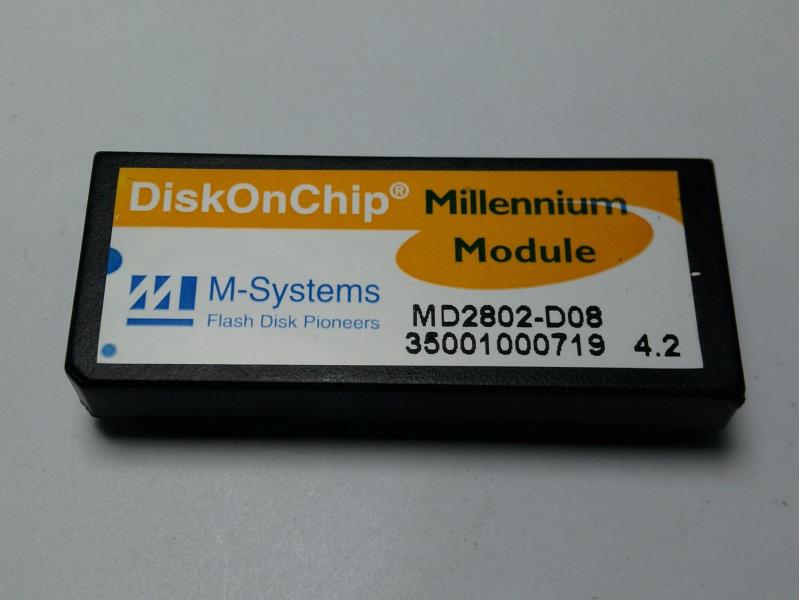 DiskOnChip® Millennium
Module
M-Systems
Flash Disk Pioneers
MD2802-D08
35001000719 4.2